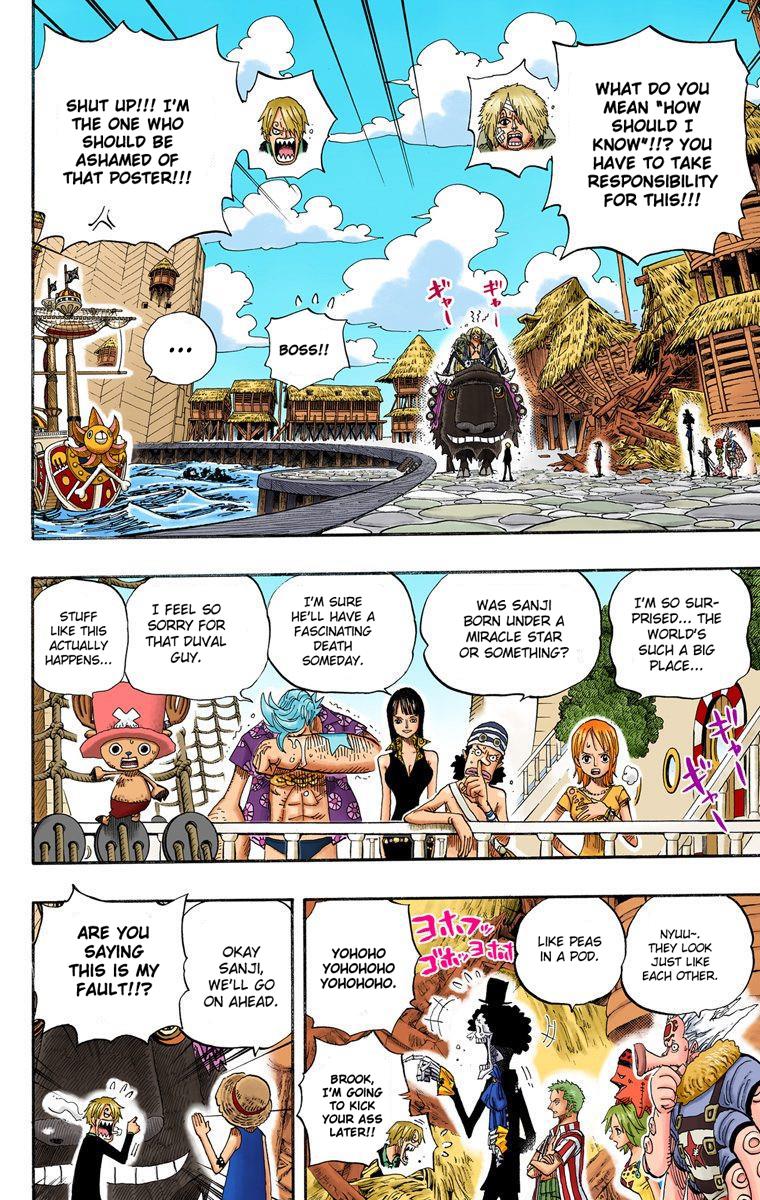 WHAT DO YOU
MEAN "HOW
SHOULD I
KNOW"!!? YOU
HAVE TO TAKE
RESPONSIBILITY
FOR THIS!!!
SHUT UP!!! I'M
THE ONE WHO
SHOULD BE
ASHAMED OF
THAT POSTER!!!
ギャー
ギャー
BOSS!!
...
I'M SO SUR-
PRISED... THE
WORLD'S
SUCH A BIG
PLACE...
WAS SANJI
BORN UNDER A
MIRACLE STAR
OR SOMETHING?
I'M SURE
HE'LL HAVE A
FASCINATING
DEATH
SOMEDAY.
I FEEL SO
SORRY FOR
THAT DUVAL
GUY.
STUFF
LIKE THIS
ACTUALLY
HAPPENS...
ギャー
ギャー
NYUU~.
THEY LOOK
JUST LIKE
EACH OTHER.
LIKE PEAS
IN A POD.
ヨホフッ
ゴホッヨホホ
YOHOHO
YOHOHOHO
YOHOHOHO.
BROOK,
I'M GOING
TO KICK
YOUR ASS
LATER!!
OKAY
SANJI,
WE'LL GO
ON AHEAD.
ARE YOU
SAYING
THIS IS MY
FAULT!!?